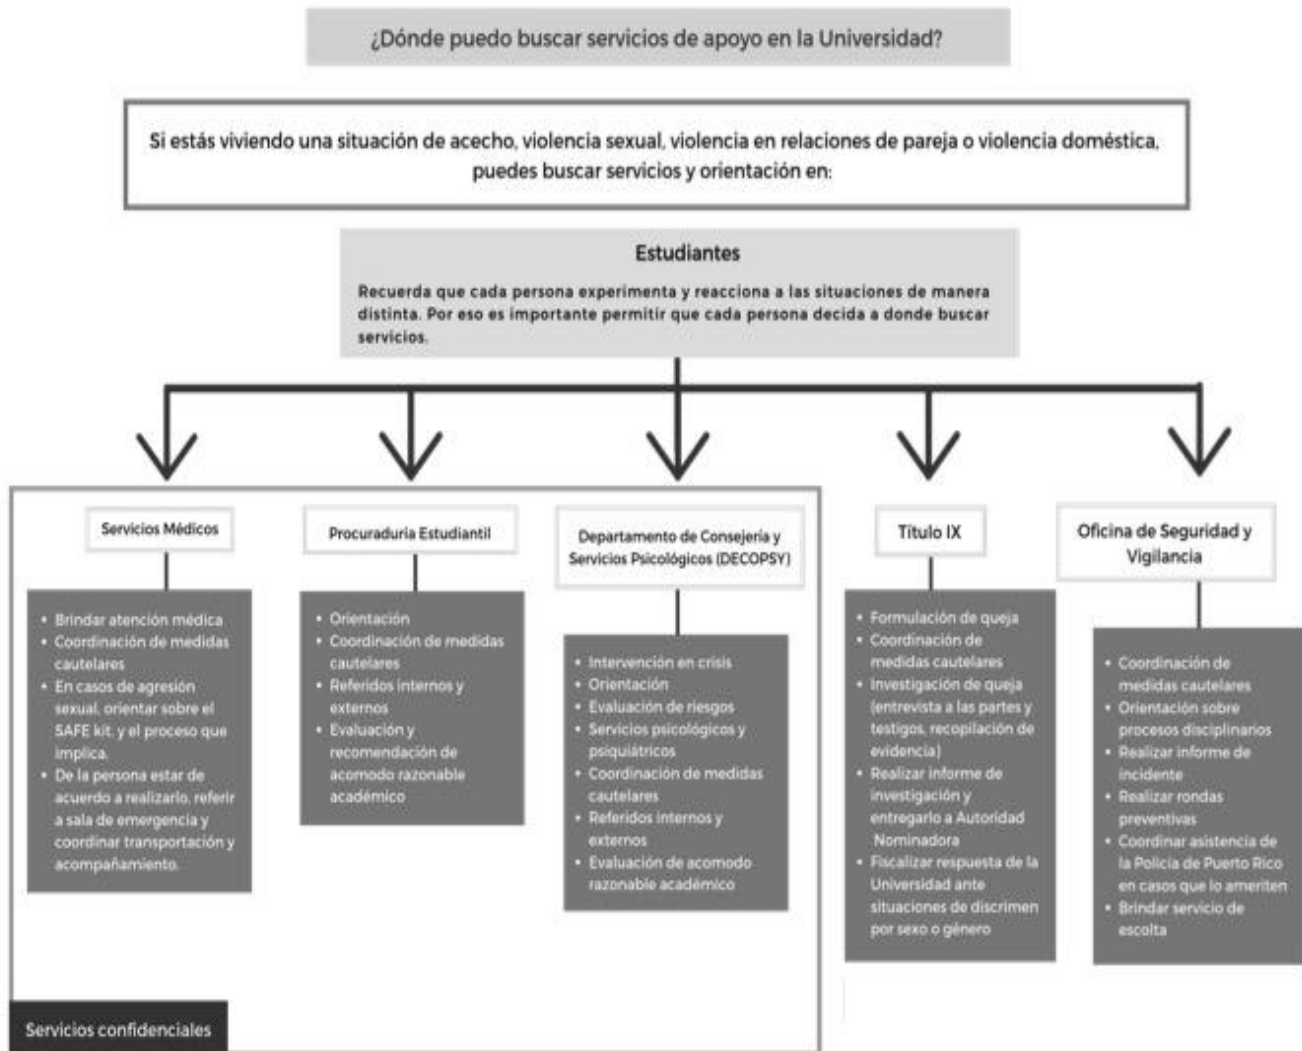 ¿Dónde puedo buscar servicios de apoyo en la Universidad?
Si estás viviendo una situación de acecho, violencia sexual, violencia en relaciones de pareja o violencia doméstica,
puedes buscar servicios y orientación en:
Estudiantes
Recuerda que cada persona experimenta y reacciona a las situaciones de manera
distinta. Por eso es importante permitir que cada persona decida a donde buscar
servicios.
Servicios Médicos
• Brindar atención médica
• Coordinación de medidas
cautelares
• En casos de agresión
sexual, orientar sobre el
SAFE kit, y el proceso que
implica.
• De la persona estar de
acuerdo a realizarlo, referir
a sala de emergencia y
coordinar transportación y
acompañamiento.
Procuraduría Estudiantil
• Orientación
• Coordinación de medidas
cautelares
• Referidos internos y
externos
• Evaluación y
recomendación de
acomodo razonable
académico
Departamento de Consejería y
Servicios Psicológicos (DECOPSY)
• Intervención en crisis
• Orientación
• Evaluación de riesgos
• Servicios psicológicos y
psiquiátricos
• Coordinación de medidas
cautelares
• Referidos internos y
externos
• Evaluación de acomodo
razonable académico
Título IX
• Formulación de queja
• Coordinación de
medidas cautelares
• Investigación de queja
(entrevista a las partes y
testigos, recopilación de
evidencia)
• Realizar informe de
investigación y
entregarlo a Autoridad
Nominadora
• Fiscalizar respuesta de la
Universidad ante
situaciones de discrimen
por sexo o género
Oficina de Seguridad y
Vigilancia
• Coordinación de
medidas cautelares
• Orientación sobre
procesos disciplinarios
• Realizar informe de
incidente
• Realizar rondas
preventivas
• Coordinar asistencia de
la Policía de Puerto Rico
en casos que lo ameriten
• Brindar servicio de
escolta
Servicios confidenciales